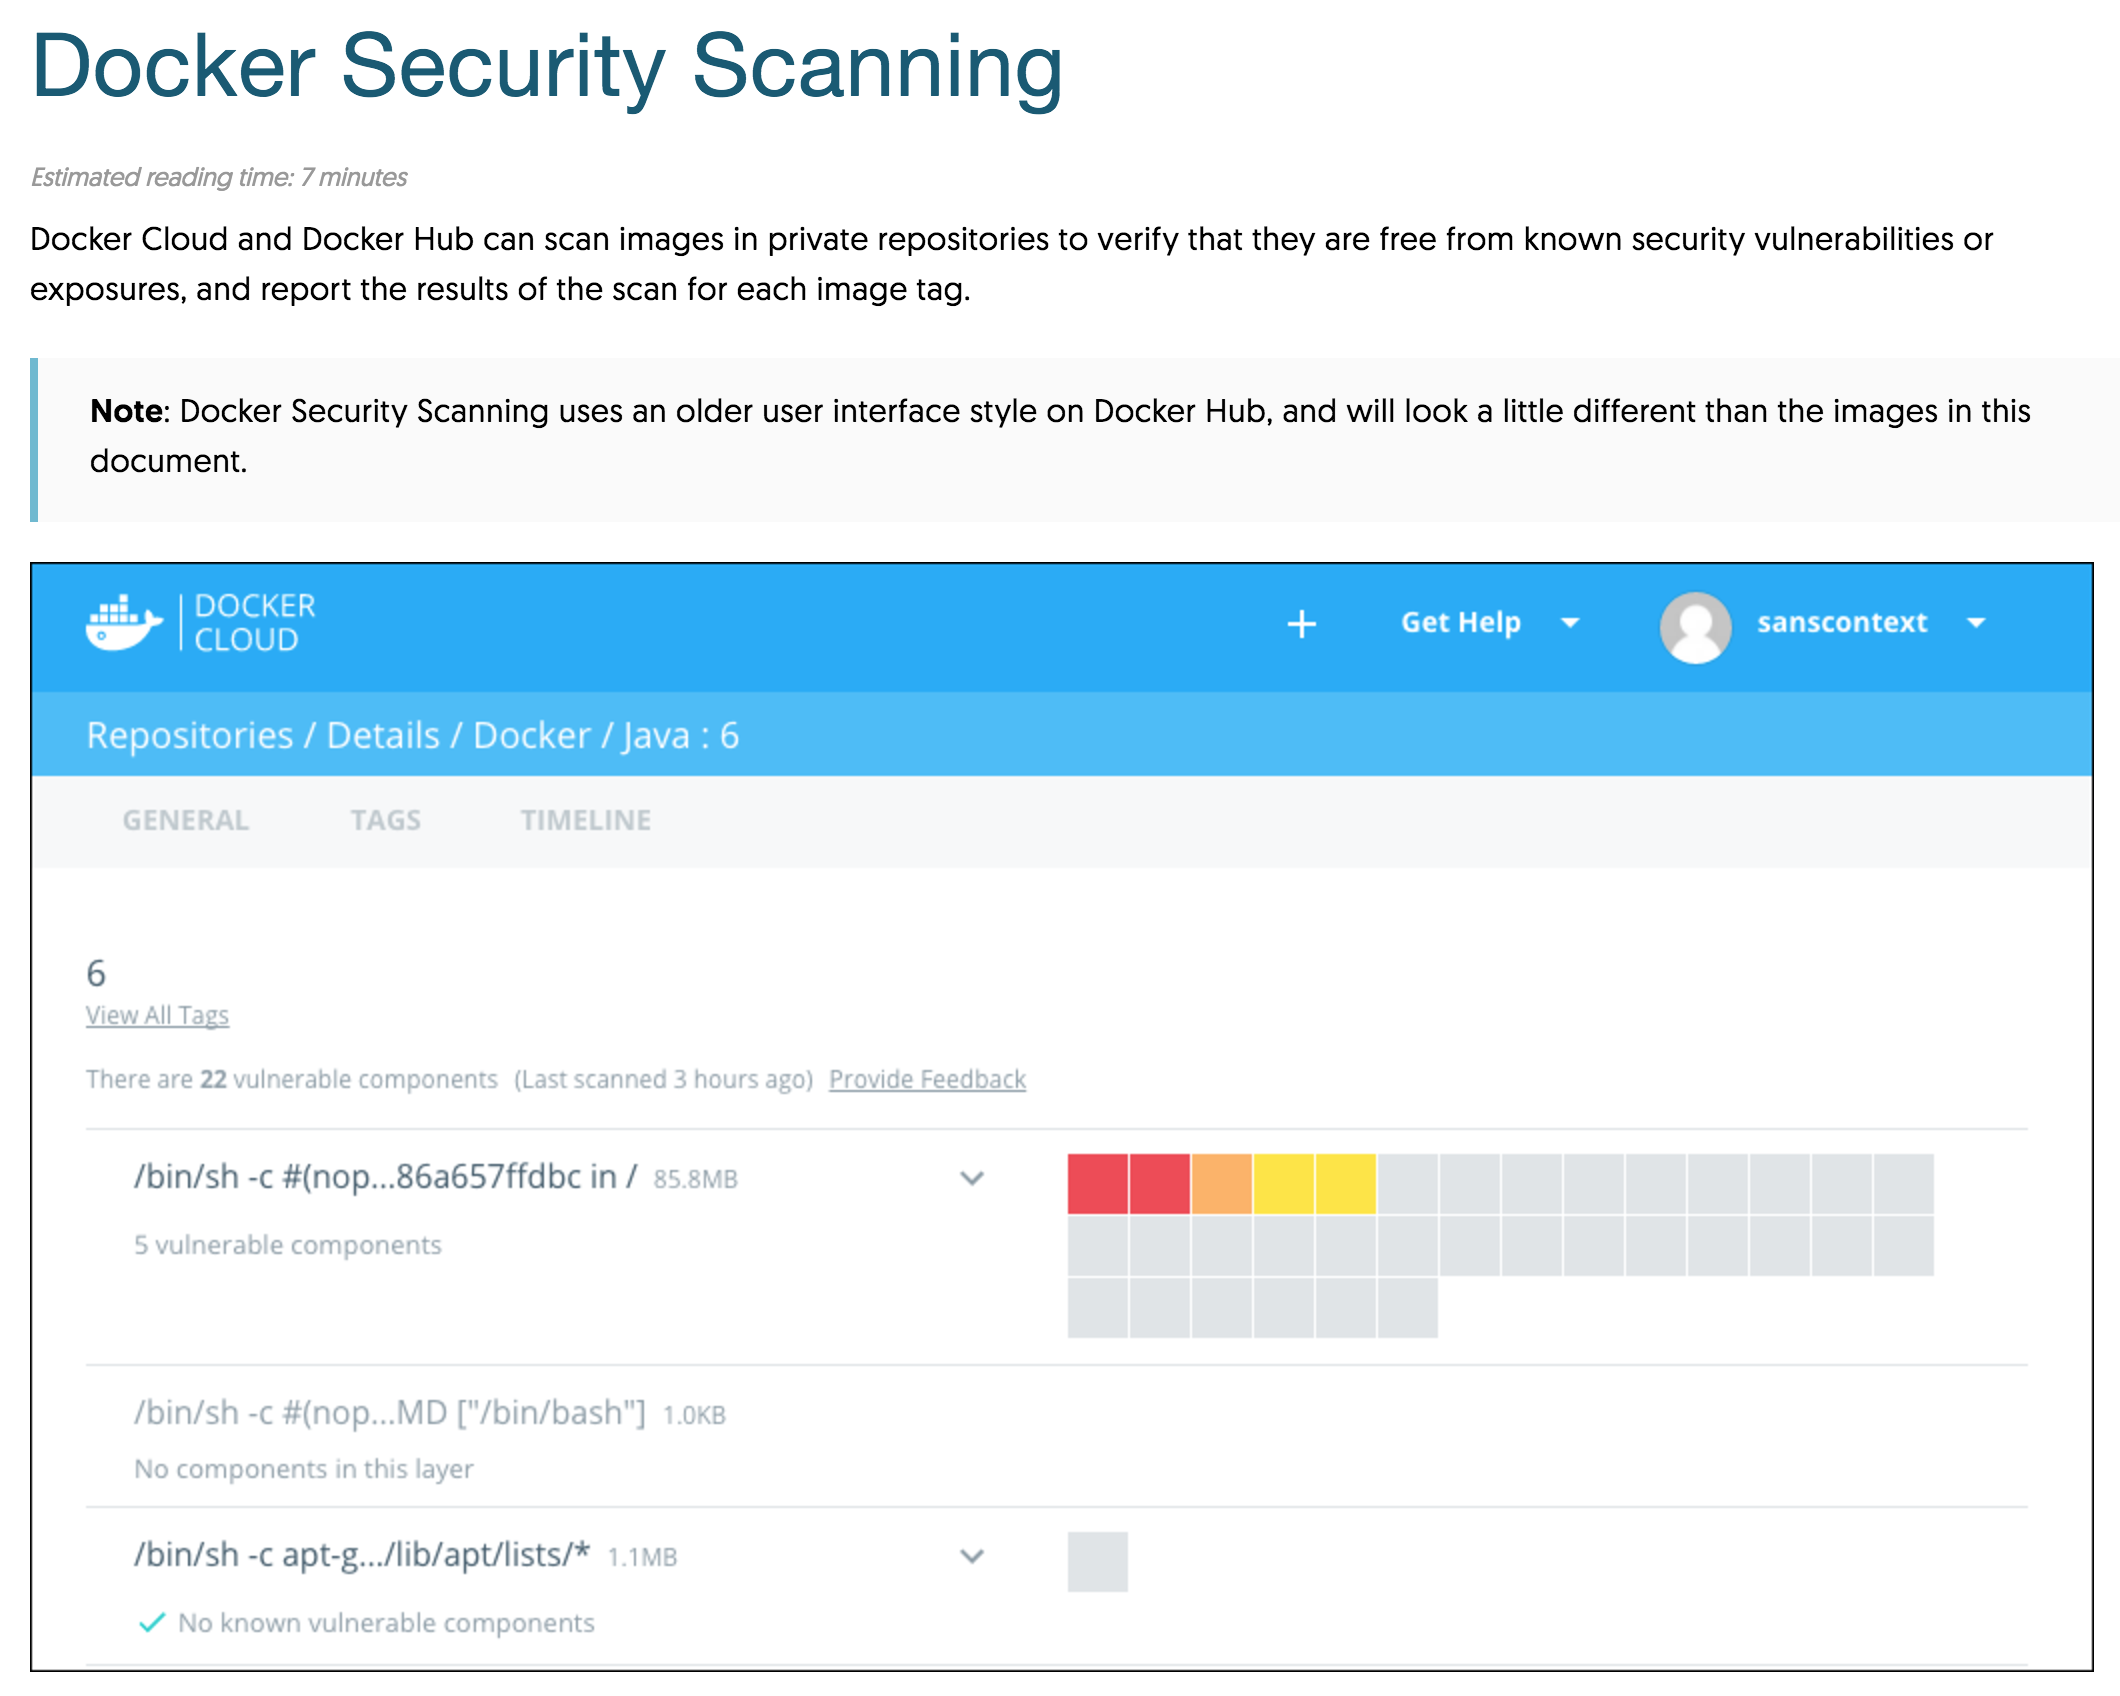 Docker Security Scanning
Estimated reading time: 7 minutes
Docker Cloud and Docker Hub can scan images in private repositories to verify that they are free from known security vulnerabilities or
exposures, and report the results of the scan for each image tag.
Note: Docker Security Scanning uses an older user interface style on Docker Hub, and will look a little different than the images in this
document.
DOCKER
CLOUD
+ Get Help sanscontext
Repositories / Details / Docker / Java : 6
GENERAL TAGS TIMELINE
6
View All Tags
There are 22 vulnerable components (Last scanned 3 hours ago) Provide Feedback
/bin/sh -c #(nop...86a657ffdbc in / 85.8MB
5 vulnerable components
/bin/sh -c #(nop...MD ["/bin/bash"] 1.0KB
No components in this layer
/bin/sh -c apt-g.../lib/apt/lists/* 1.1MB
No known vulnerable components